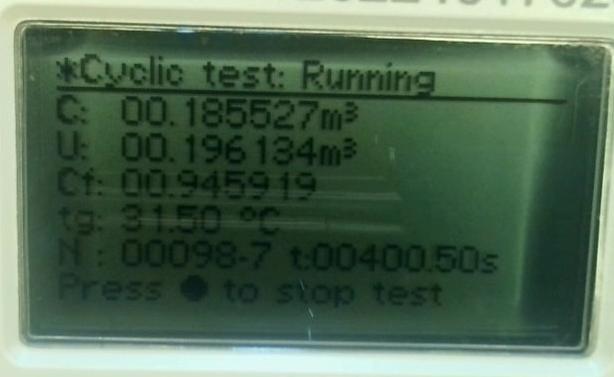 *Cyclic test: Running
C: 00.185527m³
U: 00.196134m³
Cf: 00.945919
tg: 31.50 °C
N : 00098-7 t:00400.50s
Press ● to stop test